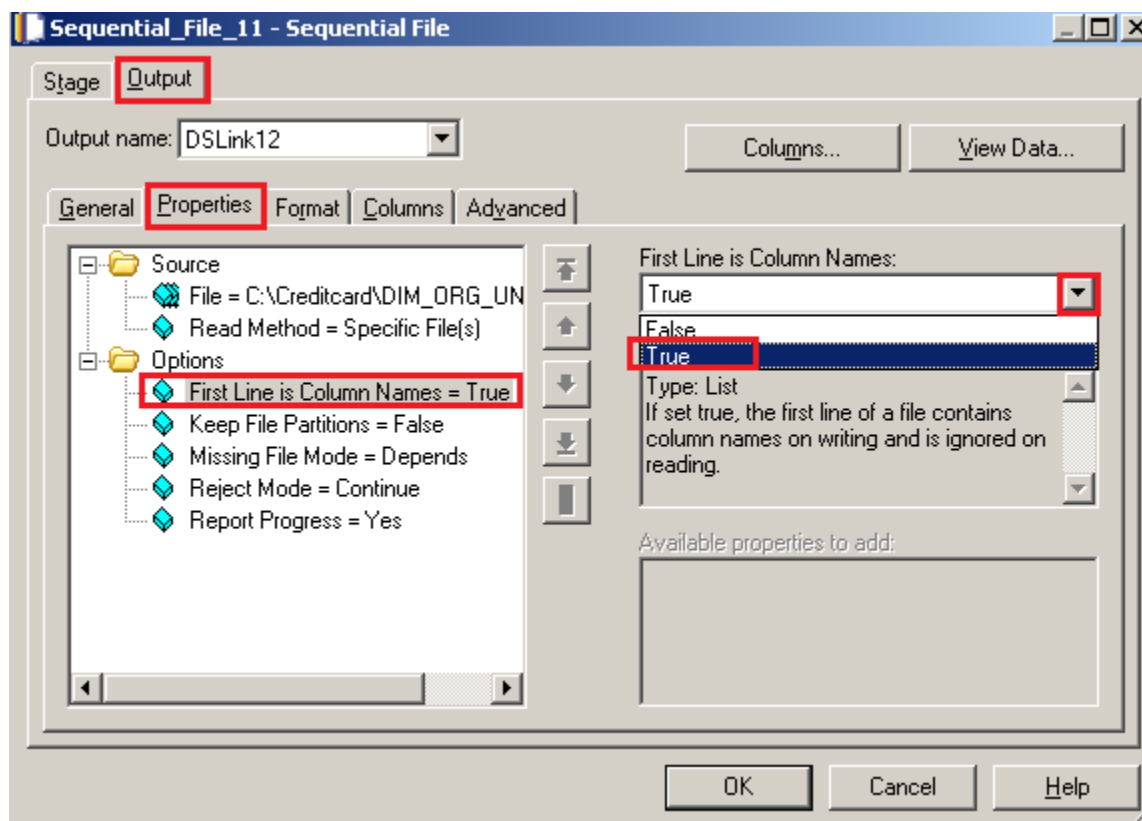 Sequential_File_11 - Sequential File
Stage
Output
Output name:
DSLink12
Columns...
View Data...
General
Properties
Format
Columns
Advanced
Source
File = C:\Creditcard\DIM_ORG_UN
Read Method = Specific File(s)
Options
First Line is Column Names = True
Keep File Partitions = False
Missing File Mode = Depends
Reject Mode = Continue
Report Progress = Yes
First Line is Column Names:
True
False
True
Type: List
If set true, the first line of a file contains
column names on writing and is ignored on
reading.
Available properties to add:
OK
Cancel
Help